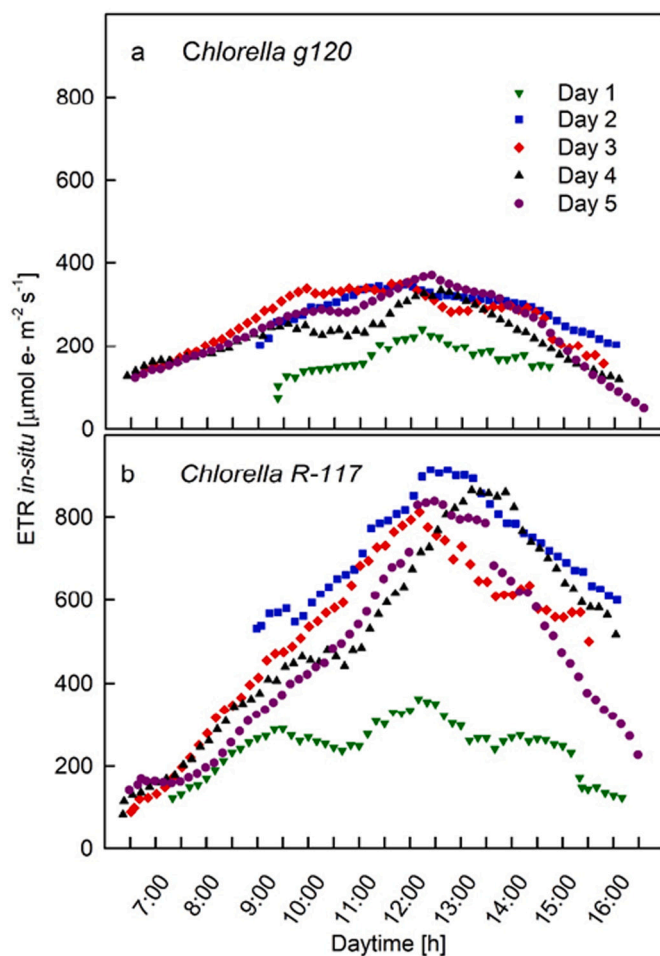 a Chlorella g120
Day 1
Day 2
Day 3
Day 4
Day 5
800
600
400
200
0
ETR in-situ [µmol e- m-2 s-1]
b Chlorella R-117
800
600
400
200
0
7:00
8:00
9:00
10:00
11:00
12:00
13:00
14:00
15:00
16:00
Daytime [h]